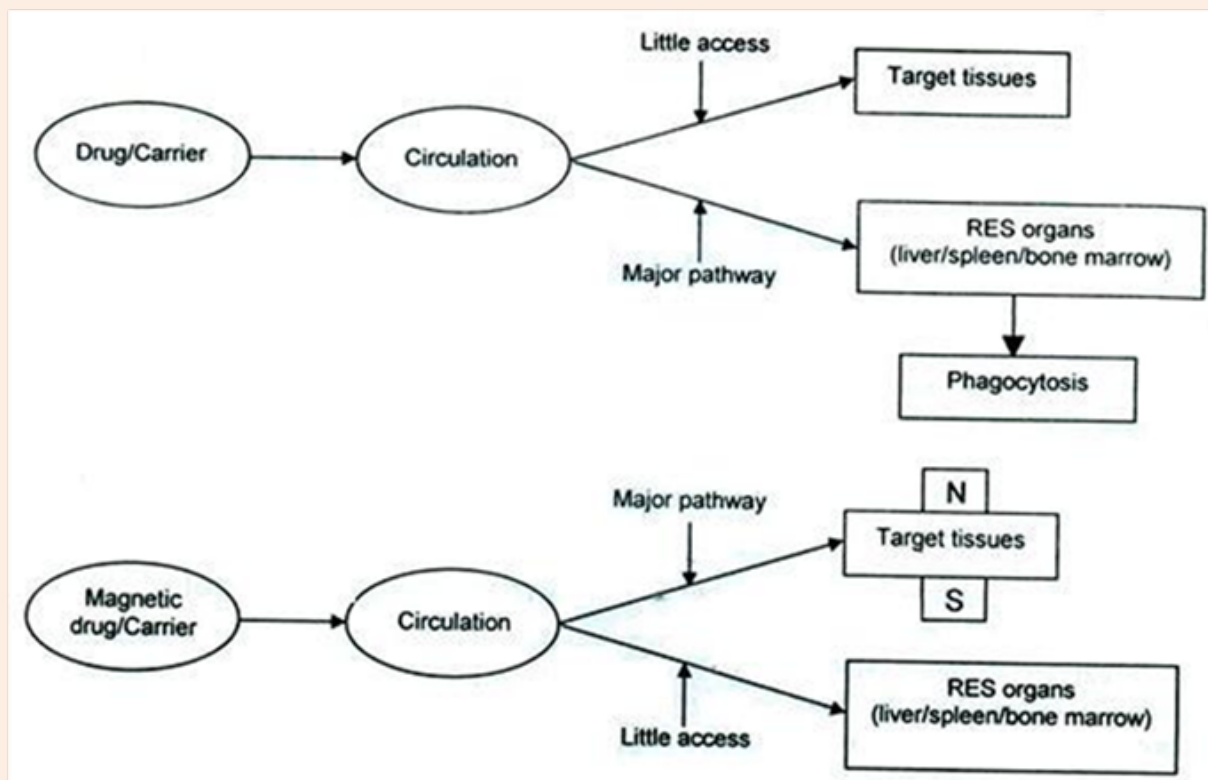 Little access
Target tissues
Drug/Carrier
Circulation
RES organs
(liver/spleen/bone marrow)
Major pathway
Phagocytosis
Major pathway
N
Target tissues
S
Magnetic
drug/Carrier
Circulation
RES organs
(liver/spleen/bone marrow)
Little access